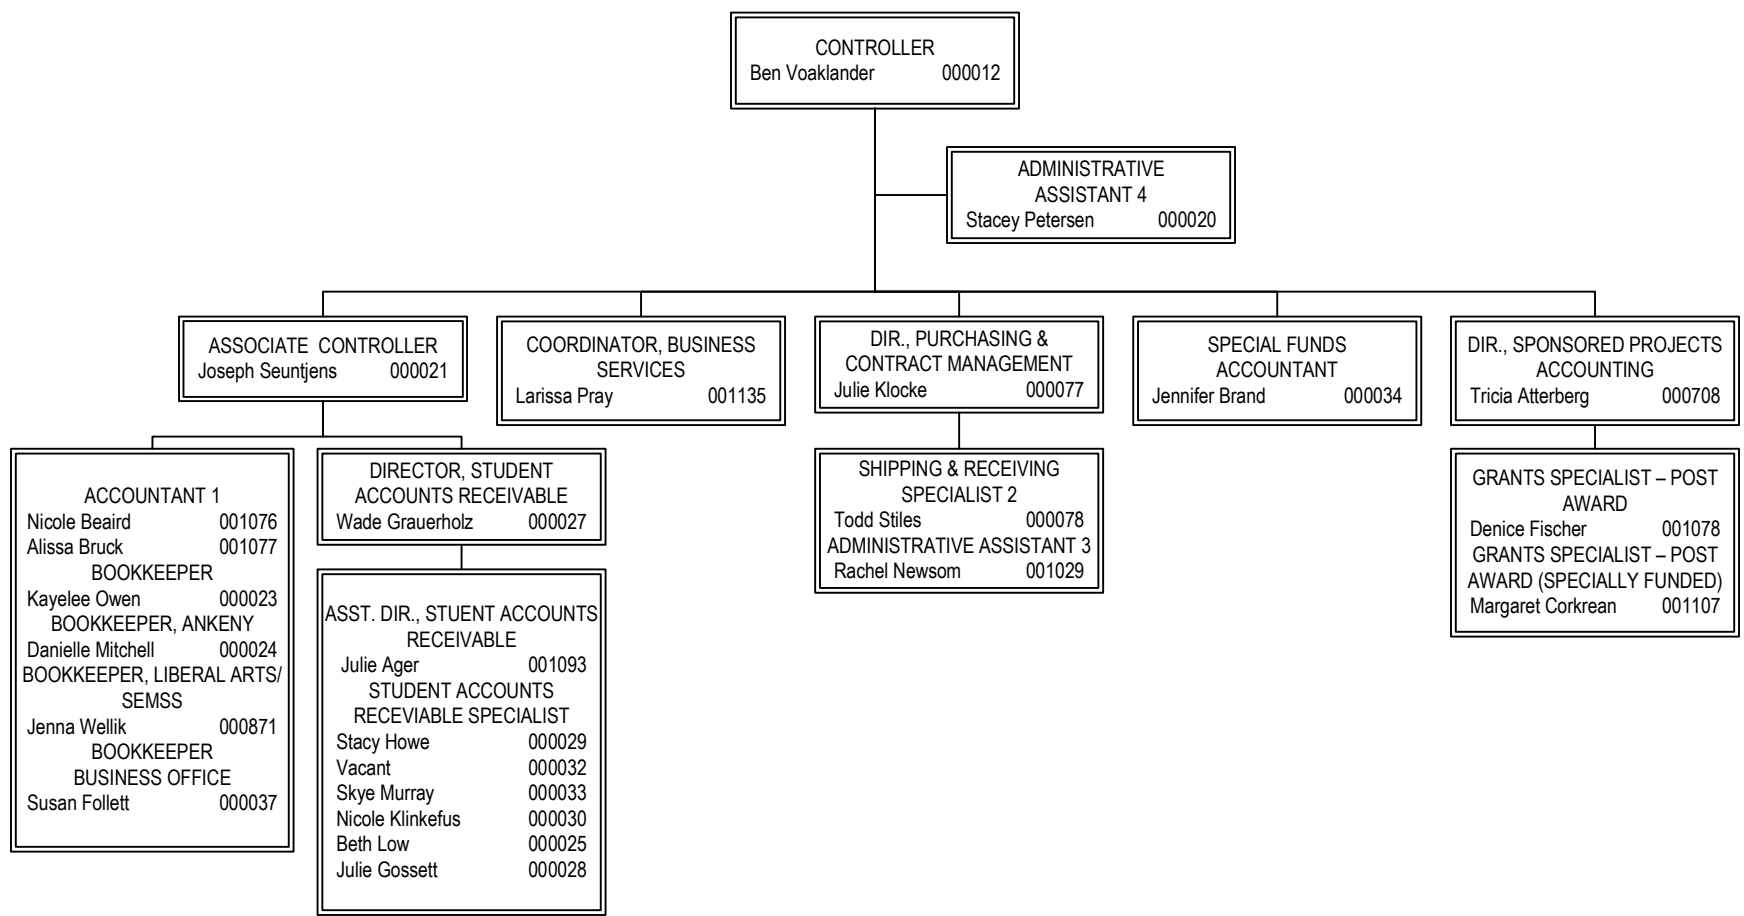 CONTROLLER
Ben Voaklander 000012
ADMINISTRATIVE
ASSISTANT 4
Stacey Petersen 000020
ASSOCIATE CONTROLLER
Joseph Seuntjens 000021
COORDINATOR, BUSINESS
SERVICES
Larissa Pray 001135
DIR., PURCHASING &
CONTRACT MANAGEMENT
Julie Klocke 000077
SPECIAL FUNDS
ACCOUNTANT
Jennifer Brand 000034
DIR., SPONSORED PROJECTS
ACCOUNTING
Tricia Atterberg 000708
ACCOUNTANT 1
Nicole Beaird 001076
Alissa Bruck 001077
BOOKKEEPER
Kayelee Owen 000023
BOOKKEEPER, ANKENY
Danielle Mitchell 000024
BOOKKEEPER, LIBERAL ARTS/
SEMSS
Jenna Wellik 000871
BOOKKEEPER
BUSINESS OFFICE
Susan Follett 000037
DIRECTOR, STUDENT
ACCOUNTS RECEIVABLE
Wade Grauerholz 000027
ASST. DIR., STUENT ACCOUNTS
RECEIVABLE
Julie Ager 001093
STUDENT ACCOUNTS
RECEVIABLE SPECIALIST
Stacy Howe 000029
Vacant 000032
Skye Murray 000033
Nicole Klinkefus 000030
Beth Low 000025
Julie Gossett 000028
SHIPPING & RECEIVING
SPECIALIST 2
Todd Stiles 000078
ADMINISTRATIVE ASSISTANT 3
Rachel Newsom 001029
GRANTS SPECIALIST – POST
AWARD
Denice Fischer 001078
GRANTS SPECIALIST – POST
AWARD (SPECIALLY FUNDED)
Margaret Corkrean 001107